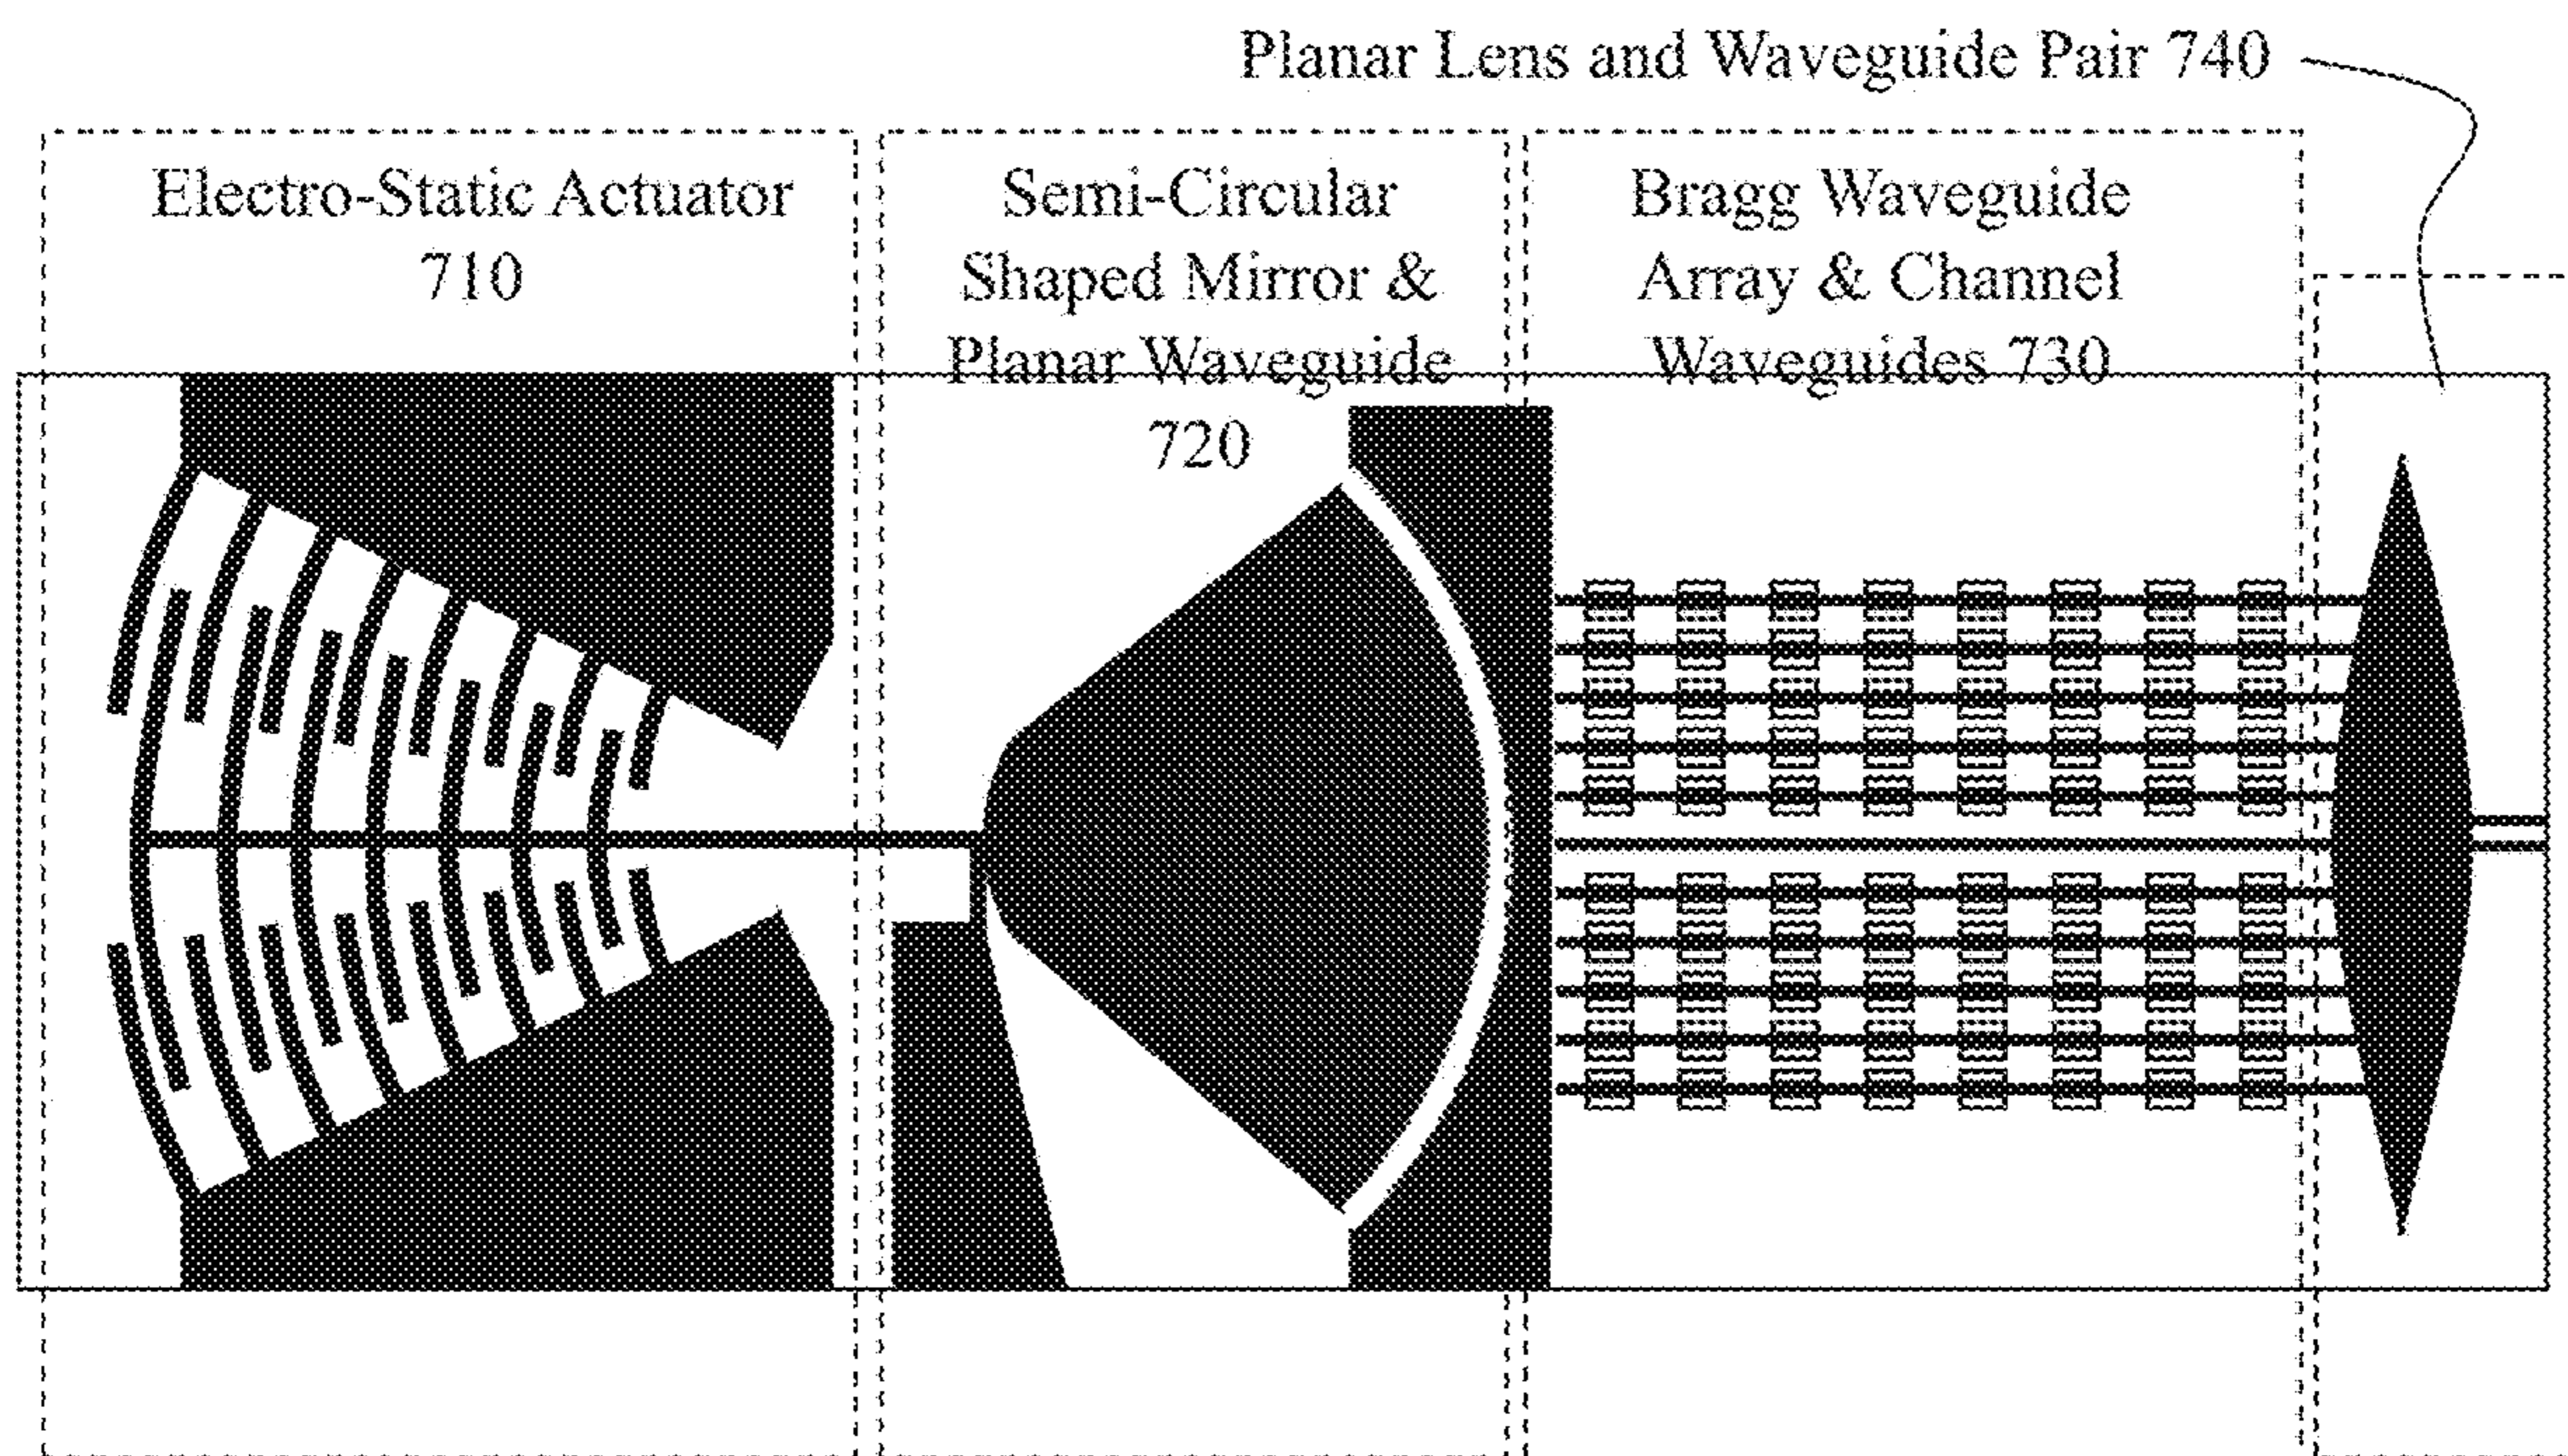 Planar Lens and Waveguide Pair 740
Electro-Static Actuator
710
Semi-Circular
Shaped Mirror &
Planar Waveguide
720
Bragg Waveguide
Array & Channel
Waveguides 730